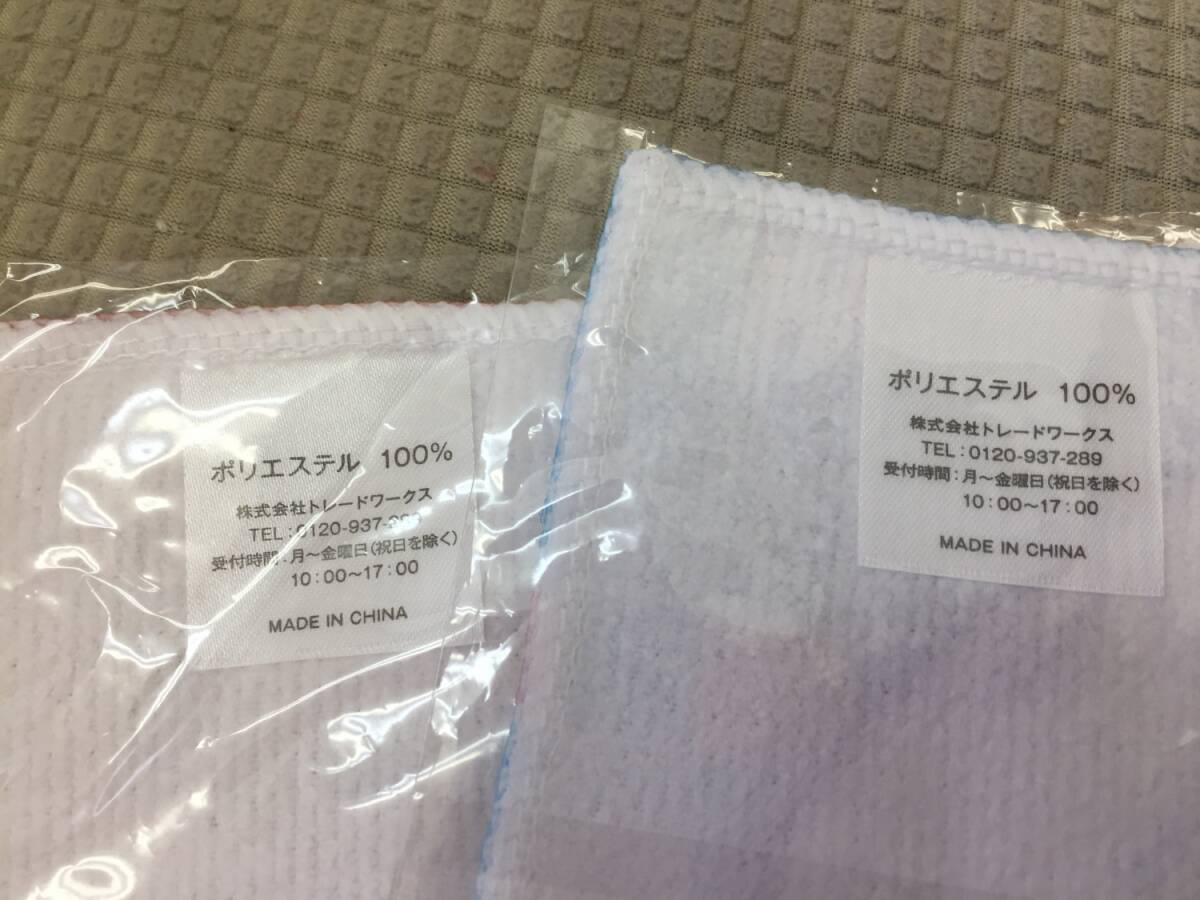 ポリエステル 100%
株式会社トレードワークス
TEL:0120-937-289
受付時間:月~金曜日(祝日を除く)
10:00~17:00
MADE IN CHINA
ポリエステル 100%
株式会社トレードワークス
TEL:0120-937-289
受付時間:月~金曜日(祝日を除く)
10:00~17:00
MADE IN CHINA